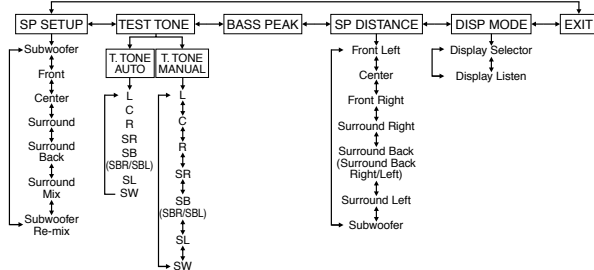 SP SETUP
TEST TONE
BASS PEAK
SP DISTANCE
DISP MODE
EXIT
Subwoofer
Front
Center
Surround
Surround
Back
Surround
Mix
Subwoofer
Re-mix
T. TONE
AUTO
L
C
R
SR
SB
(SBR/SBL)
SL
SW
T. TONE
MANUAL
L
C
R
SR
SB
(SBR/SBL)
SL
SW
Front Left
Center
Front Right
Surround Right
Surround Back
(Surround Back
Right/Left)
Surround Left
Subwoofer
Display Selector
Display Listen